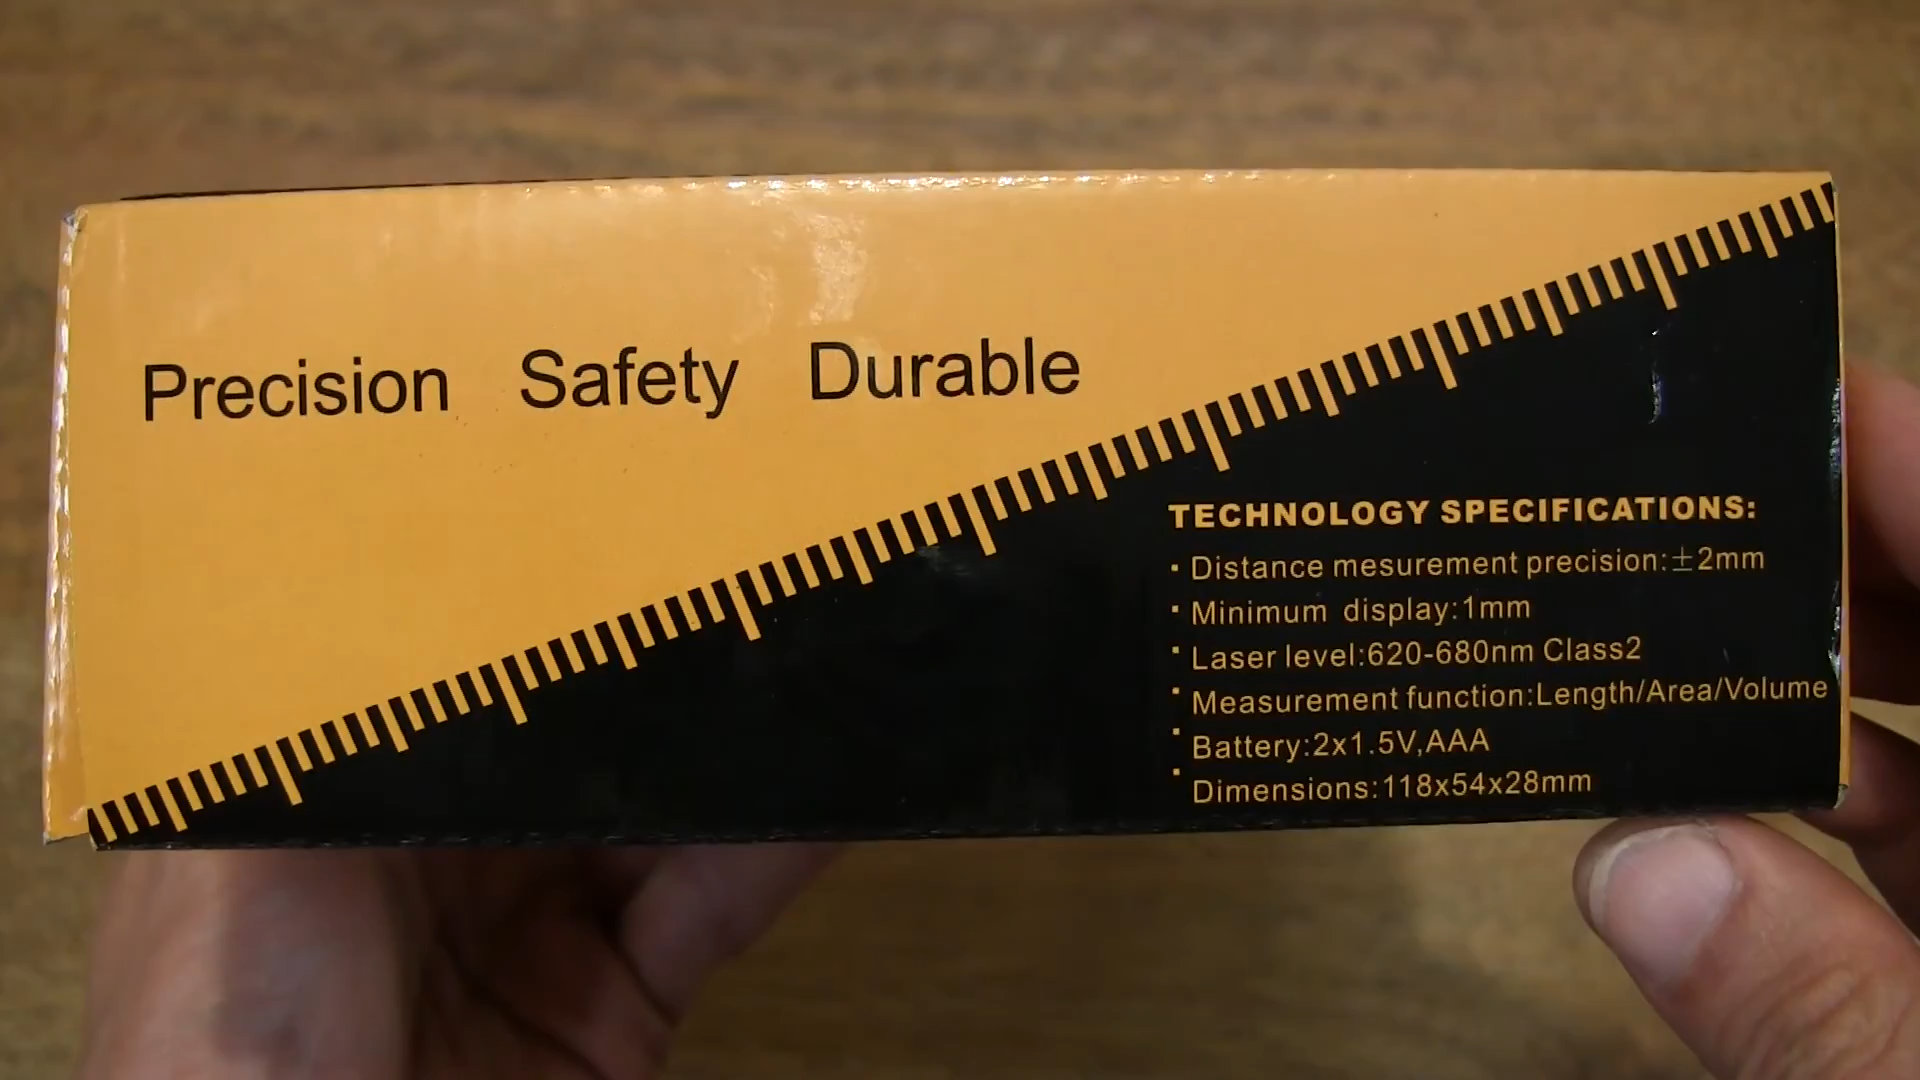 Precision Safety Durable
TECHNOLOGY SPECIFICATIONS:
· Distance mesurement precision:±2mm
· Minimum display:1mm
· Laser level:620-680nm Class2
· Measurement function:Length/Area/Volume
· Battery:2x1.5V,AAA
· Dimensions:118x54x28mm